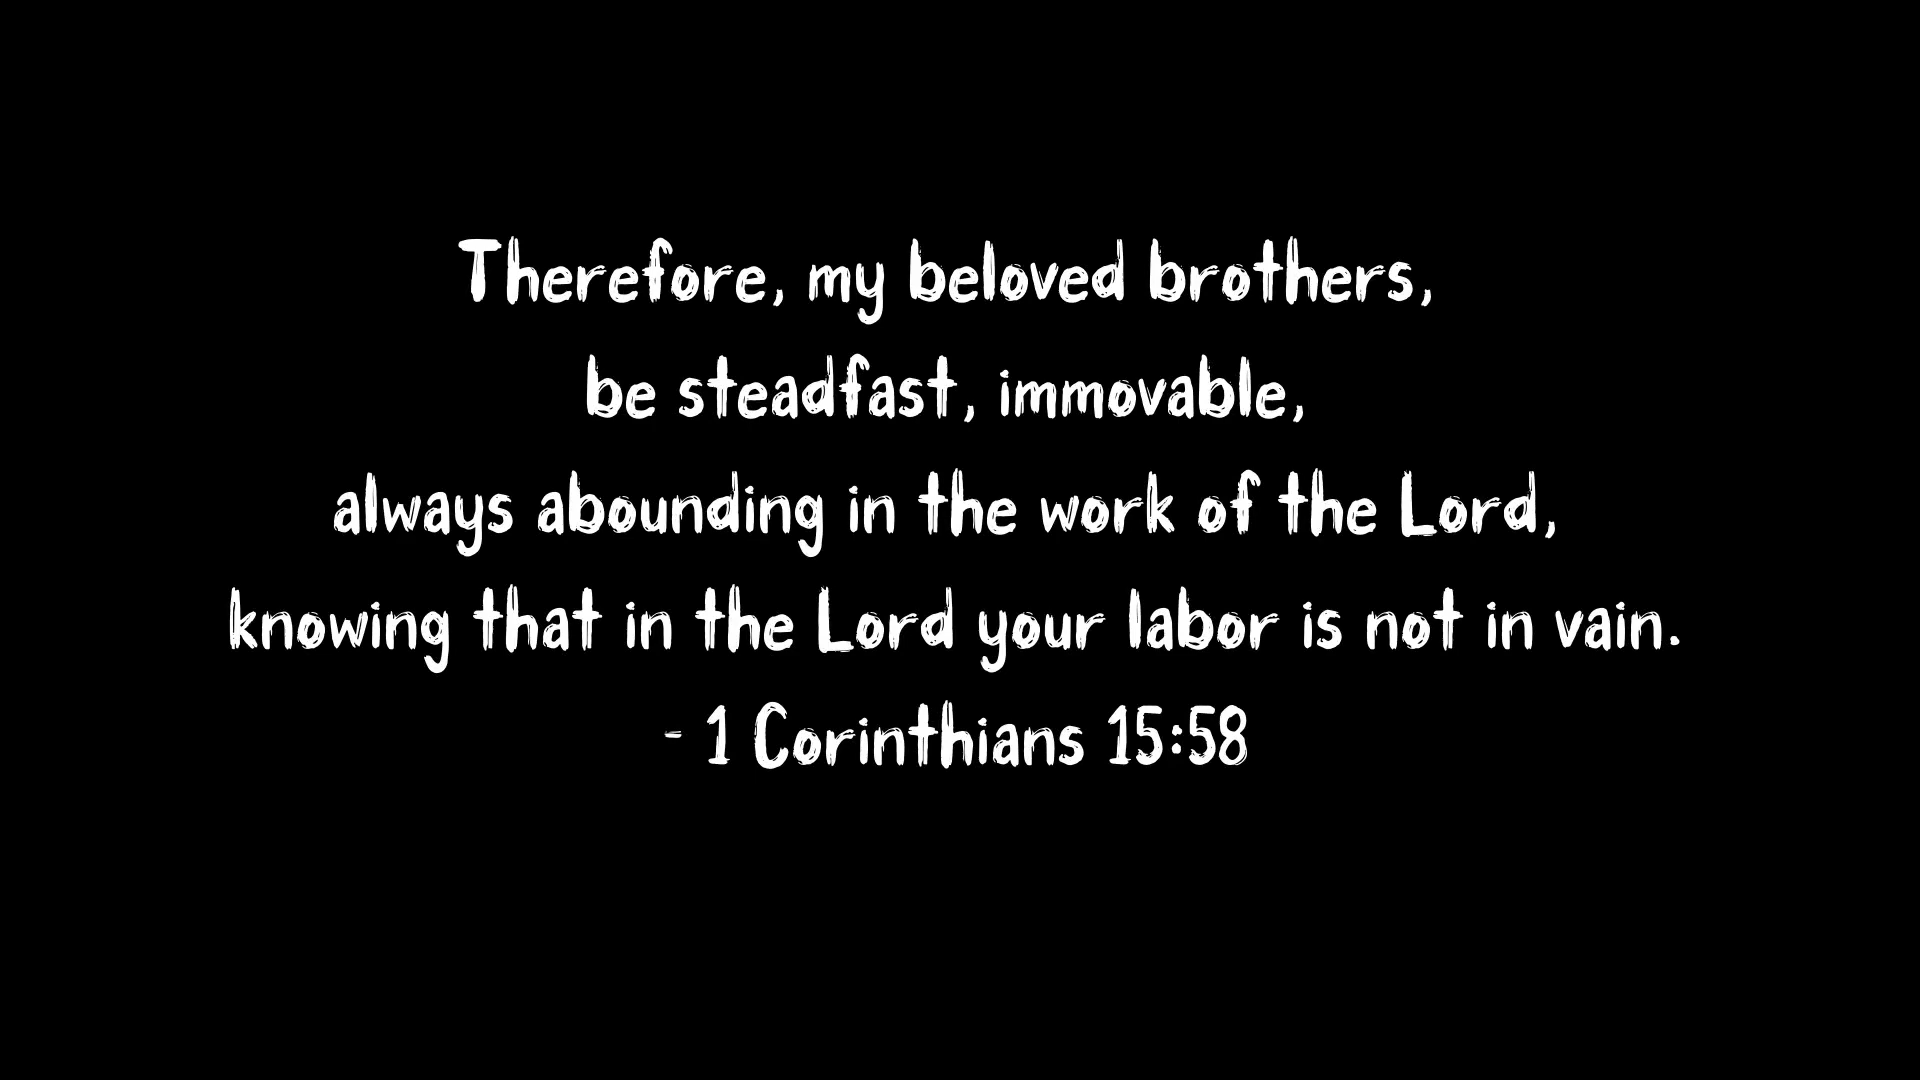 Therefore, my beloved brothers,
be steadfast, immovable,
always abounding in the work of the Lord,
knowing that in the Lord your labor is not in vain.
- 1 Corinthians 15:58